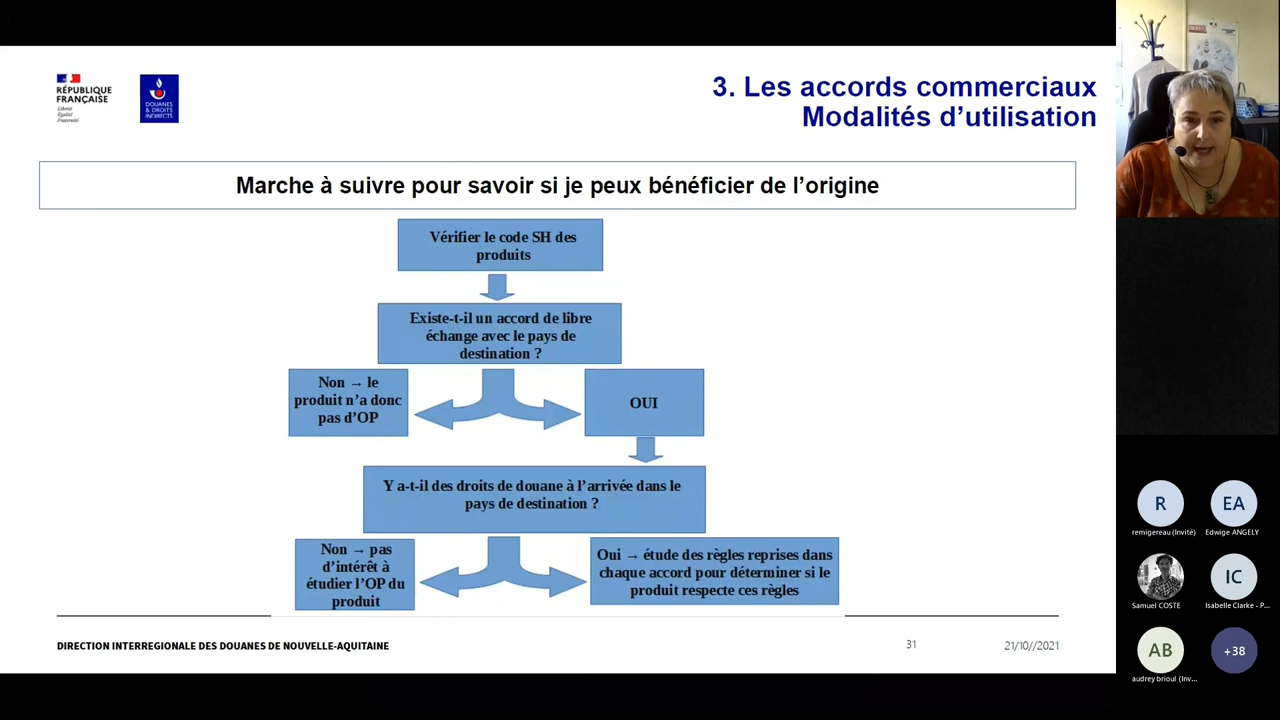 RÉPUBLIQUE
FRANÇAISE
Liberté
Égalité
Fraternité
DOUANES
& DROITS
INDIRECTS
3. Les accords commerciaux
Modalités d’utilisation
Marche à suivre pour savoir si je peux bénéficier de l’origine
Vérifier le code SH des
produits
Existe-t-il un accord de libre
échange avec le pays de
destination ?
Non → le
produit n’a donc
pas d’OP
OUI
Y a-t-il des droits de douane à l’arrivée dans le
pays de destination ?
Non → pas
d’intérêt à
étudier l’OP du
produit
Oui → étude des règles reprises dans
chaque accord pour déterminer si le
produit respecte ces règles
DIRECTION INTERREGIONALE DES DOUANES DE NOUVELLE-AQUITAINE
31
21/10//2021
R
EA
remigereau (Invité)
Edwige ANGELY
IC
Samuel COSTE
Isabelle Clarke - P...
AB
+38
audrey brioul (Inv...